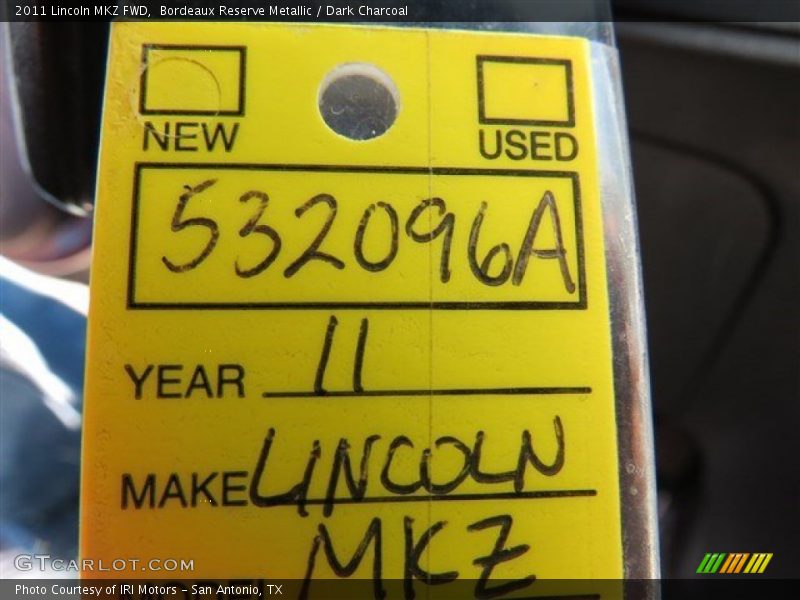 2011 Lincoln MKZ FWD,  Bordeaux Reserve Metallic / Dark Charcoal
NEW USED
532096A
YEAR 11
MAKE LINCOLN
MODEL MKZ
GTCARLOT.COM
Photo Courtesy of IRI Motors - San Antonio, TX